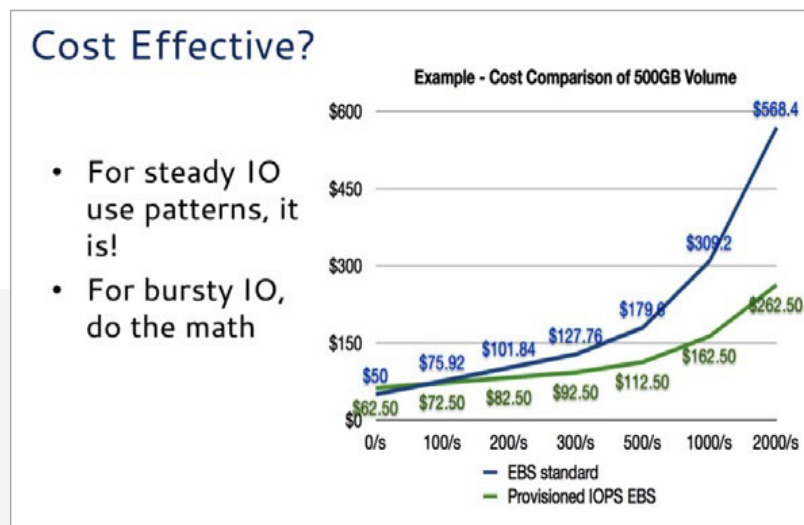 Cost Effective?
• For steady IO
use patterns, it
is!
• For bursty IO,
do the math
Example - Cost Comparison of 500GB Volume
$600
$450
$300
$150
$0
$50
$75.92
$101.84
$127.76
$179.6
$309.2
$568.4
$62.50
$72.50
$82.50
$92.50
$112.50
$162.50
$262.50
0/s
100/s
200/s
300/s
500/s
1000/s
2000/s
EBS standard
Provisioned IOPS EBS